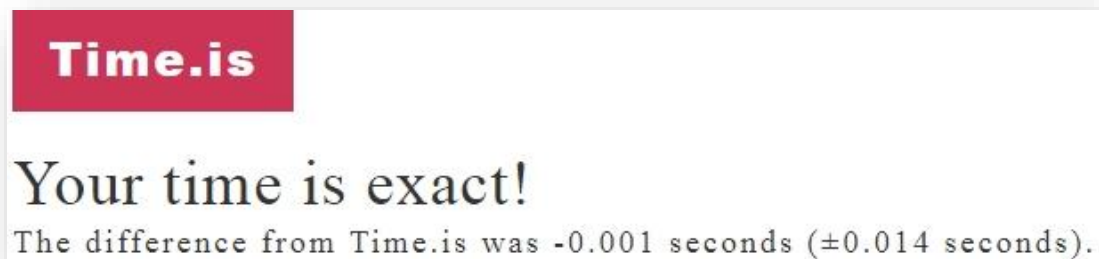 Time.is
Your time is exact!
The difference from Time.is was -0.001 seconds (±0.014 seconds).